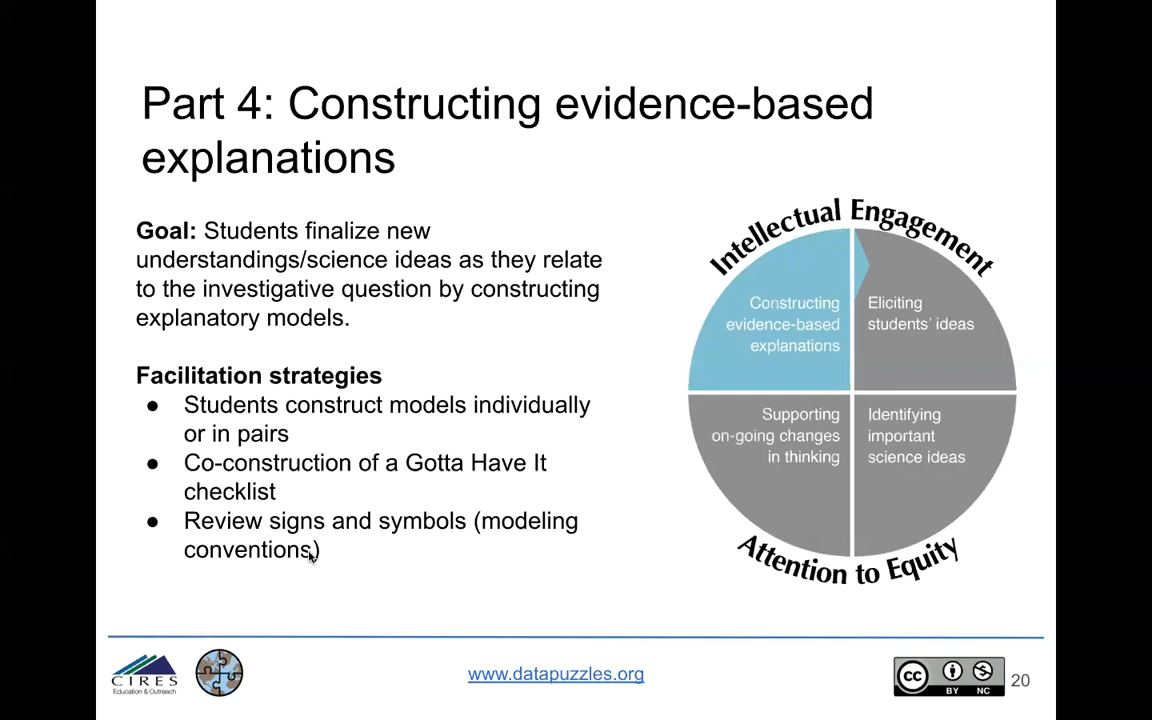 Part 4: Constructing evidence-based
explanations
Goal: Students finalize new
understandings/science ideas as they relate
to the investigative question by constructing
explanatory models.
Facilitation strategies
● Students construct models individually
or in pairs
● Co-construction of a Gotta Have It
checklist
● Review signs and symbols (modeling
conventions)
Intellectual Engagement
Constructing
evidence-based
explanations
Eliciting
students' ideas
Supporting
on-going changes
in thinking
Identifying
important
science ideas
Attention to Equity
CIRES
Education & Outreach
www.datapuzzles.org
cc
BY NC
20